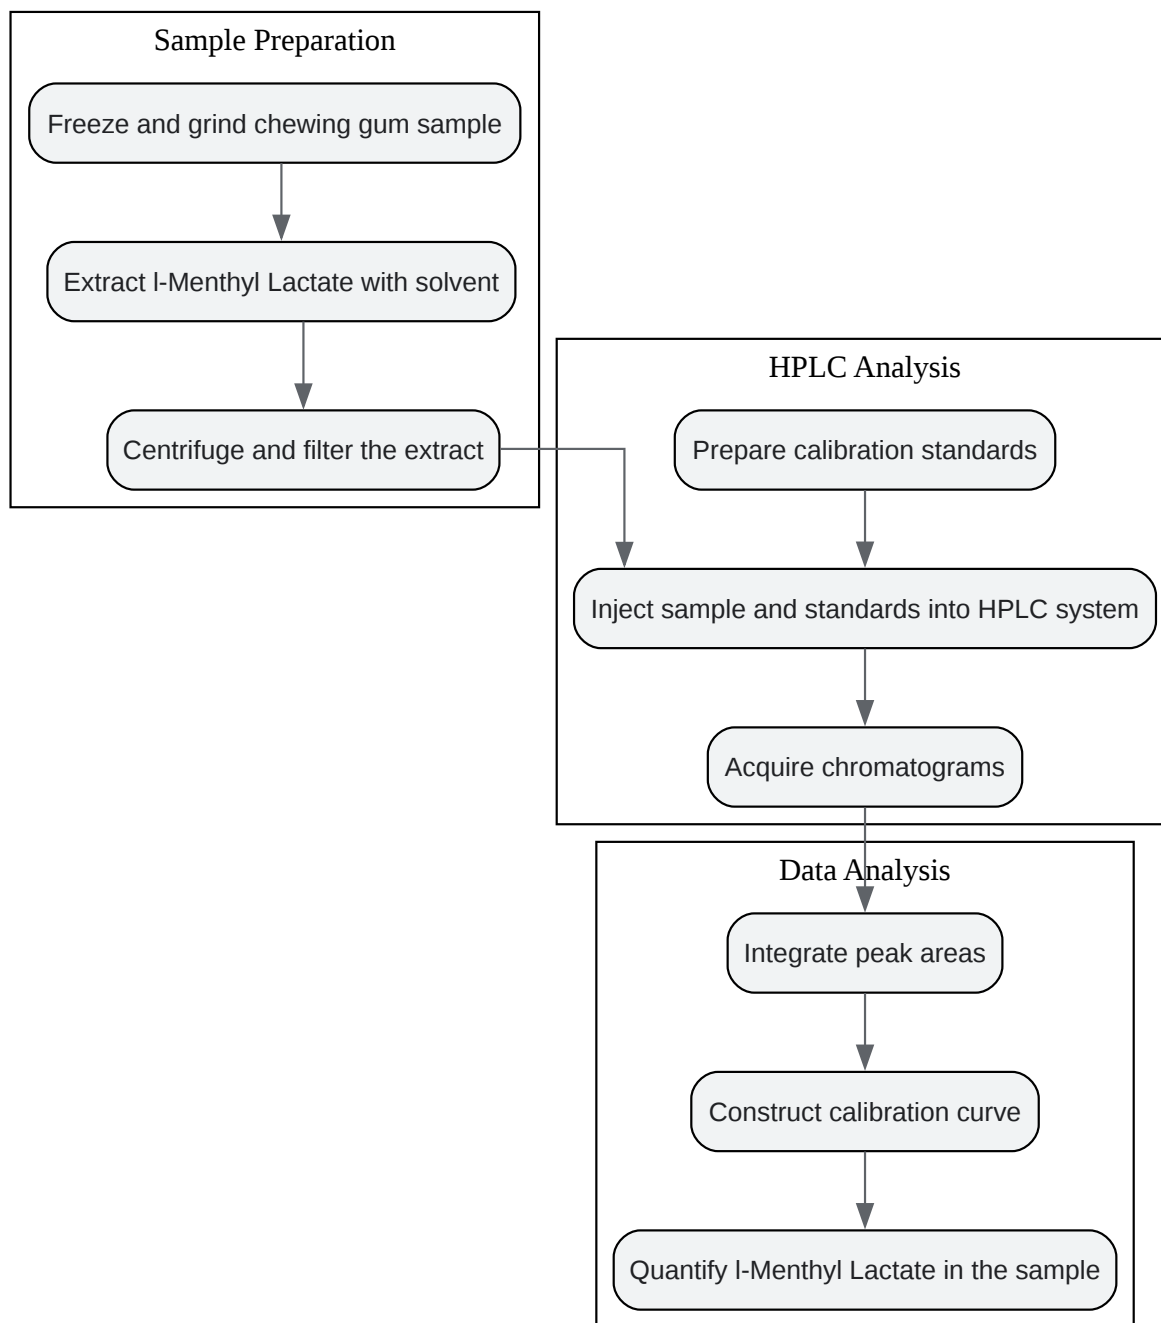 Sample Preparation
Freeze and grind chewing gum sample
Extract l-Menthyl Lactate with solvent
Centrifuge and filter the extract
HPLC Analysis
Prepare calibration standards
Inject sample and standards into HPLC system
Acquire chromatograms
Data Analysis
Integrate peak areas
Construct calibration curve
Quantify l-Menthyl Lactate in the sample